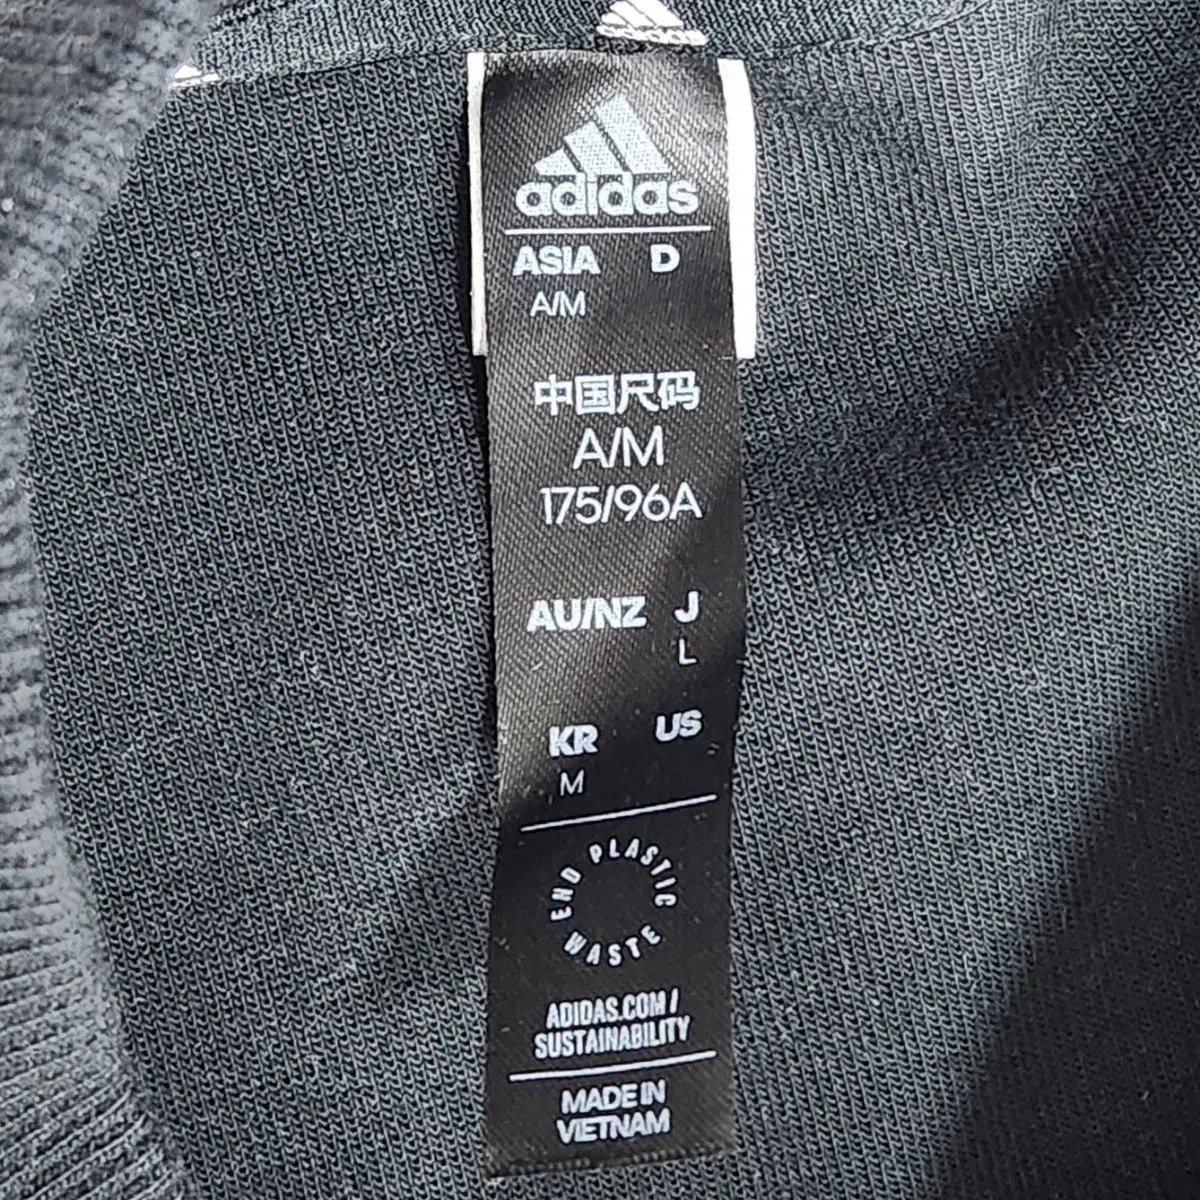 adidas
adidas
ASIA D
A/M
中国尺码
A/M
175/96A
AU/NZ J
L
KR US
M
END PLASTIC WASTE
ADIDAS.COM/
SUSTAINABILITY
MADE IN
VIETNAM